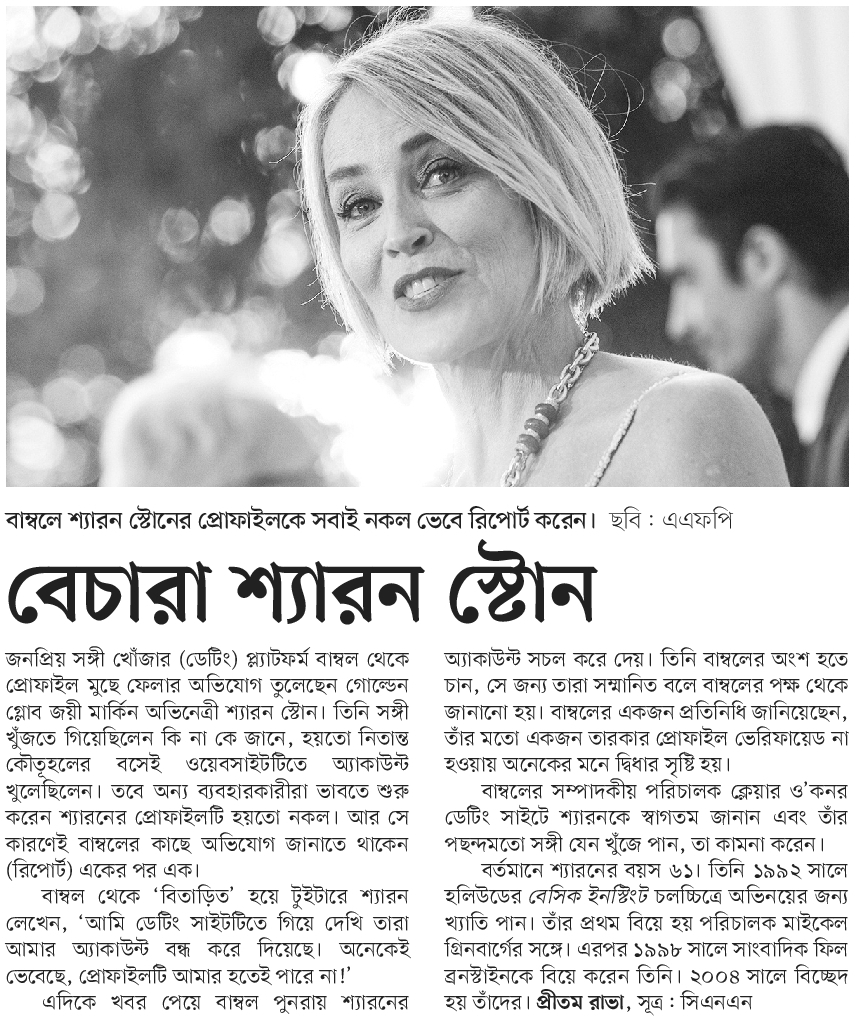 বাম্বলে শ্যারন স্টোনের প্রোফাইলকে সবাই নকল ভেবে রিপোর্ট করেন। ছবি : এএফপি
বেচারা শ্যারন স্টোন
জনপ্রিয় সঙ্গী খোঁজার (ডেটিং) প্ল্যাটফর্ম বাম্বল থেকে
প্রোফাইল মুছে ফেলার অভিযোগ তুলেছেন গোল্ডেন
গ্লোব জয়ী মার্কিন অভিনেত্রী শ্যারন স্টোন। তিনি সঙ্গী
খুঁজতে গিয়েছিলেন কি না কে জানে, হয়তো নিতান্ত
কৌতূহলের বসেই ওয়েবসাইটটিতে অ্যাকাউন্ট
খুলেছিলেন। তবে অন্য ব্যবহারকারীরা ভাবতে শুরু
করেন শ্যারনের প্রোফাইলটি হয়তো নকল। আর সে
কারণেই বাম্বলের কাছে অভিযোগ জানাতে থাকেন
(রিপোর্ট) একের পর এক।
বাম্বল থেকে ‘বিতাড়িত’ হয়ে টুইটারে শ্যারন
লেখেন, ‘আমি ডেটিং সাইটটিতে গিয়ে দেখি তারা
আমার অ্যাকাউন্ট বন্ধ করে দিয়েছে। অনেকেই
ভেবেছে, প্রোফাইলটি আমার হতেই পারে না!’
এদিকে খবর পেয়ে বাম্বল পুনরায় শ্যারনের
অ্যাকাউন্ট সচল করে দেয়। তিনি বাম্বলের অংশ হতে
চান, সে জন্য তারা সম্মানিত বলে বাম্বলের পক্ষ থেকে
জানানো হয়। বাম্বলের একজন প্রতিনিধি জানিয়েছেন,
তাঁর মতো একজন তারকার প্রোফাইল ভেরিফায়েড না
হওয়ায় অনেকের মনে দ্বিধার সৃষ্টি হয়।
বাম্বলের সম্পাদকীয় পরিচালক ক্লেয়ার ও’কনর
ডেটিং সাইটে শ্যারনকে স্বাগতম জানান এবং তাঁর
পছন্দমতো সঙ্গী যেন খুঁজে পান, তা কামনা করেন।
বর্তমানে শ্যারনের বয়স ৬১। তিনি ১৯৯২ সালে
হলিউডের বেসিক ইনস্টিংট চলচ্চিত্রে অভিনয়ের জন্য
খ্যাতি পান। তাঁর প্রথম বিয়ে হয় পরিচালক মাইকেল
গ্রিনবার্গের সঙ্গে। এরপর ১৯৯৮ সালে সাংবাদিক ফিল
ব্রনস্টাইনকে বিয়ে করেন তিনি। ২০০৪ সালে বিচ্ছেদ
হয় তাঁদের। প্রীতম রাভা, সূত্র : সিএনএন